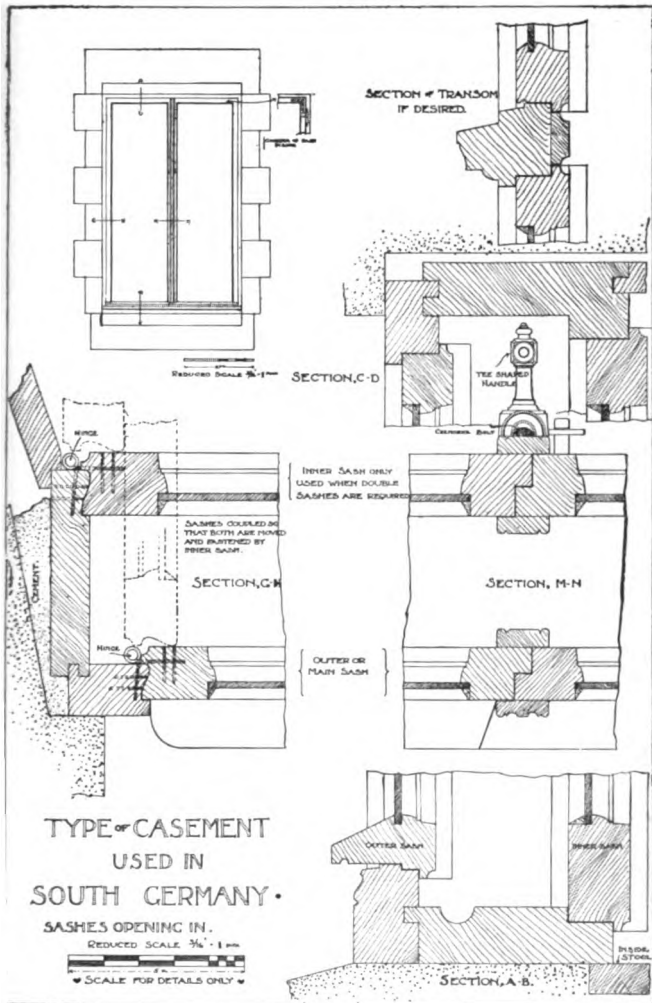 SECTION OF TRANSOM
IF DESIRED.
REDUCED SCALE
SECTION, C-D
TEE SHAPED
HANDLE
HINGE
INNER SASH ONLY
USED WHEN DOUBLE
SASHES ARE REQUIRED
SASHES COUPLED SO
THAT BOTH ARE MOVED
AND FASTENED BY
INNER SASH.
CEMENT.
SECTION, G-H
SECTION, M-N
HINGE
OUTER OR
MAIN SASH
TYPE OF CASEMENT
USED IN
SOUTH GERMANY.
SASHES OPENING IN.
REDUCED SCALE
SCALE FOR DETAILS ONLY
OUTER SASH
INNER SASH
INSIDE
STOOL
SECTION, A-B.